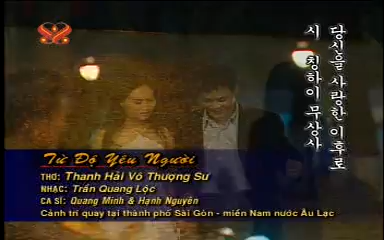 당신을 사랑한 이후로
시 칭하이 무상사
Từ Độ Yêu Người
THƠ: Thanh Hải Vô Thượng Sư
NHẠC: Trần Quang Lộc
CA SĨ: Quang Minh & Hạnh Nguyên
Cảnh trí quay tại thành phố Sài Gòn - miền Nam nước Âu Lạc